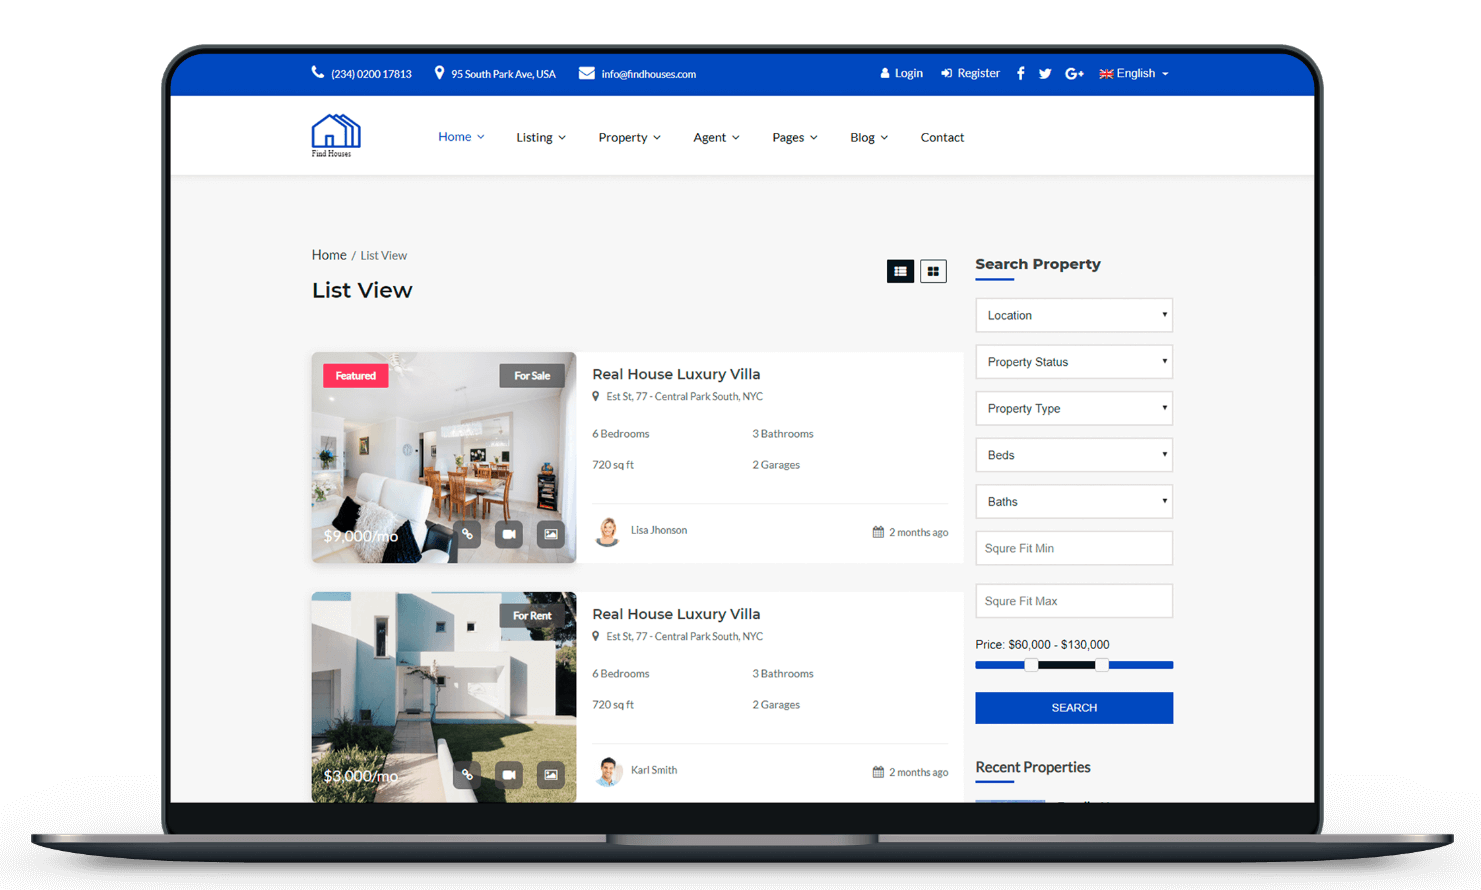 (234) 0200 17813 95 South Park Ave, USA info@findhouses.com Login Register English
Find Houses
Home Listing Property Agent Pages Blog Contact
Home / List View
List View
Featured
For Sale
$9,000/mo
Real House Luxury Villa
Est St, 77 - Central Park South, NYC
6 Bedrooms 3 Bathrooms
720 sq ft 2 Garages
Lisa Jhonson 2 months ago
For Rent
$3,000/mo
Real House Luxury Villa
Est St, 77 - Central Park South, NYC
6 Bedrooms 3 Bathrooms
720 sq ft 2 Garages
Karl Smith 2 months ago
Search Property
Location
Property Status
Property Type
Beds
Baths
Squre Fit Min
Squre Fit Max
Price: $60,000 - $130,000
SEARCH
Recent Properties